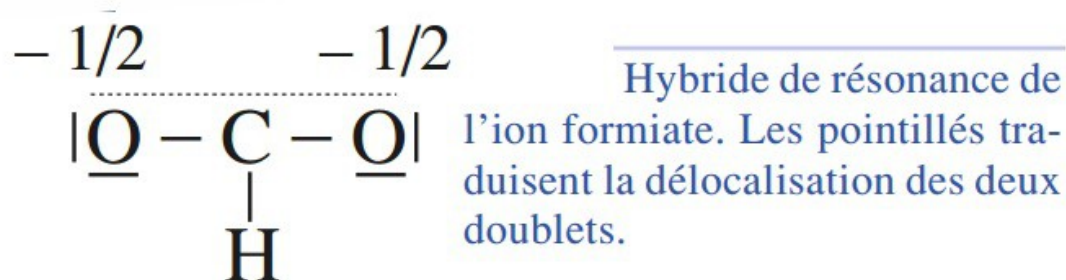 – 1/2 – 1/2
|O – C – O|
H
Hybride de résonance de
l’ion formiate. Les pointillés tra-
duisent la délocalisation des deux
doublets.